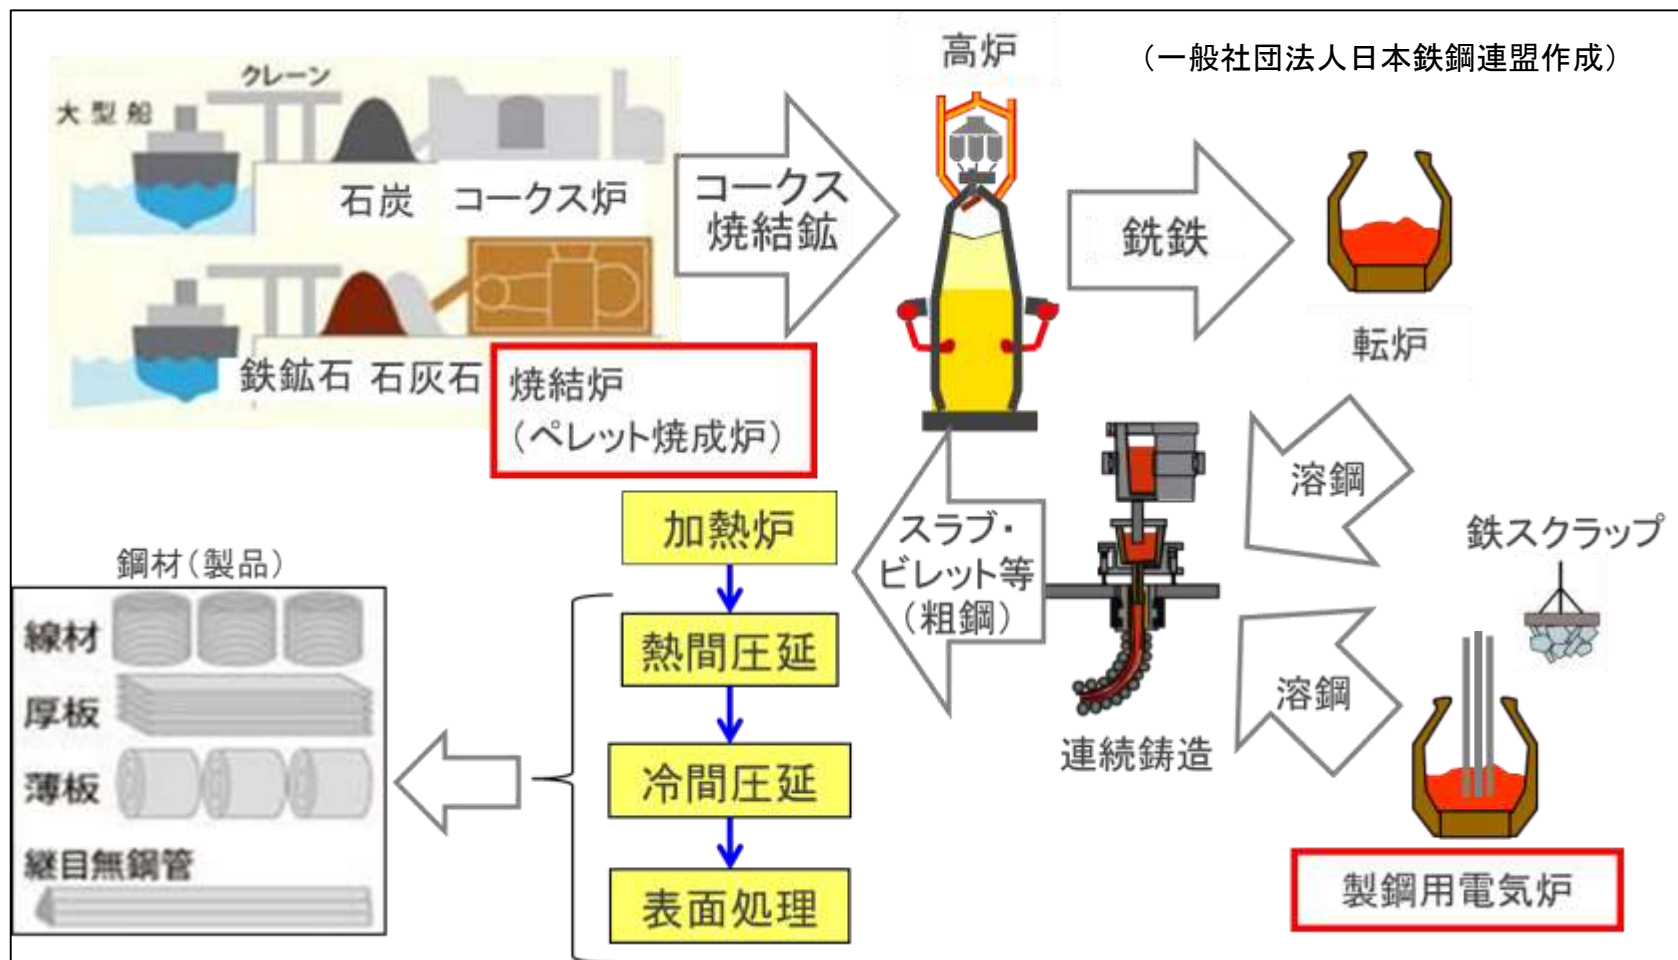 高炉
(一般社団法人日本鉄鋼連盟作成)
クレーン
大型船
石炭
コークス炉
コークス
焼結鉱
銑鉄
転炉
鉄鉱石
石灰石
焼結炉
(ペレット焼成炉)
溶鋼
鉄スクラップ
加熱炉
スラブ・
ビレット等
(粗鋼)
鋼材(製品)
線材
熱間圧延
厚板
溶鋼
連続鋳造
薄板
冷間圧延
継目無鋼管
製鋼用電気炉
表面処理